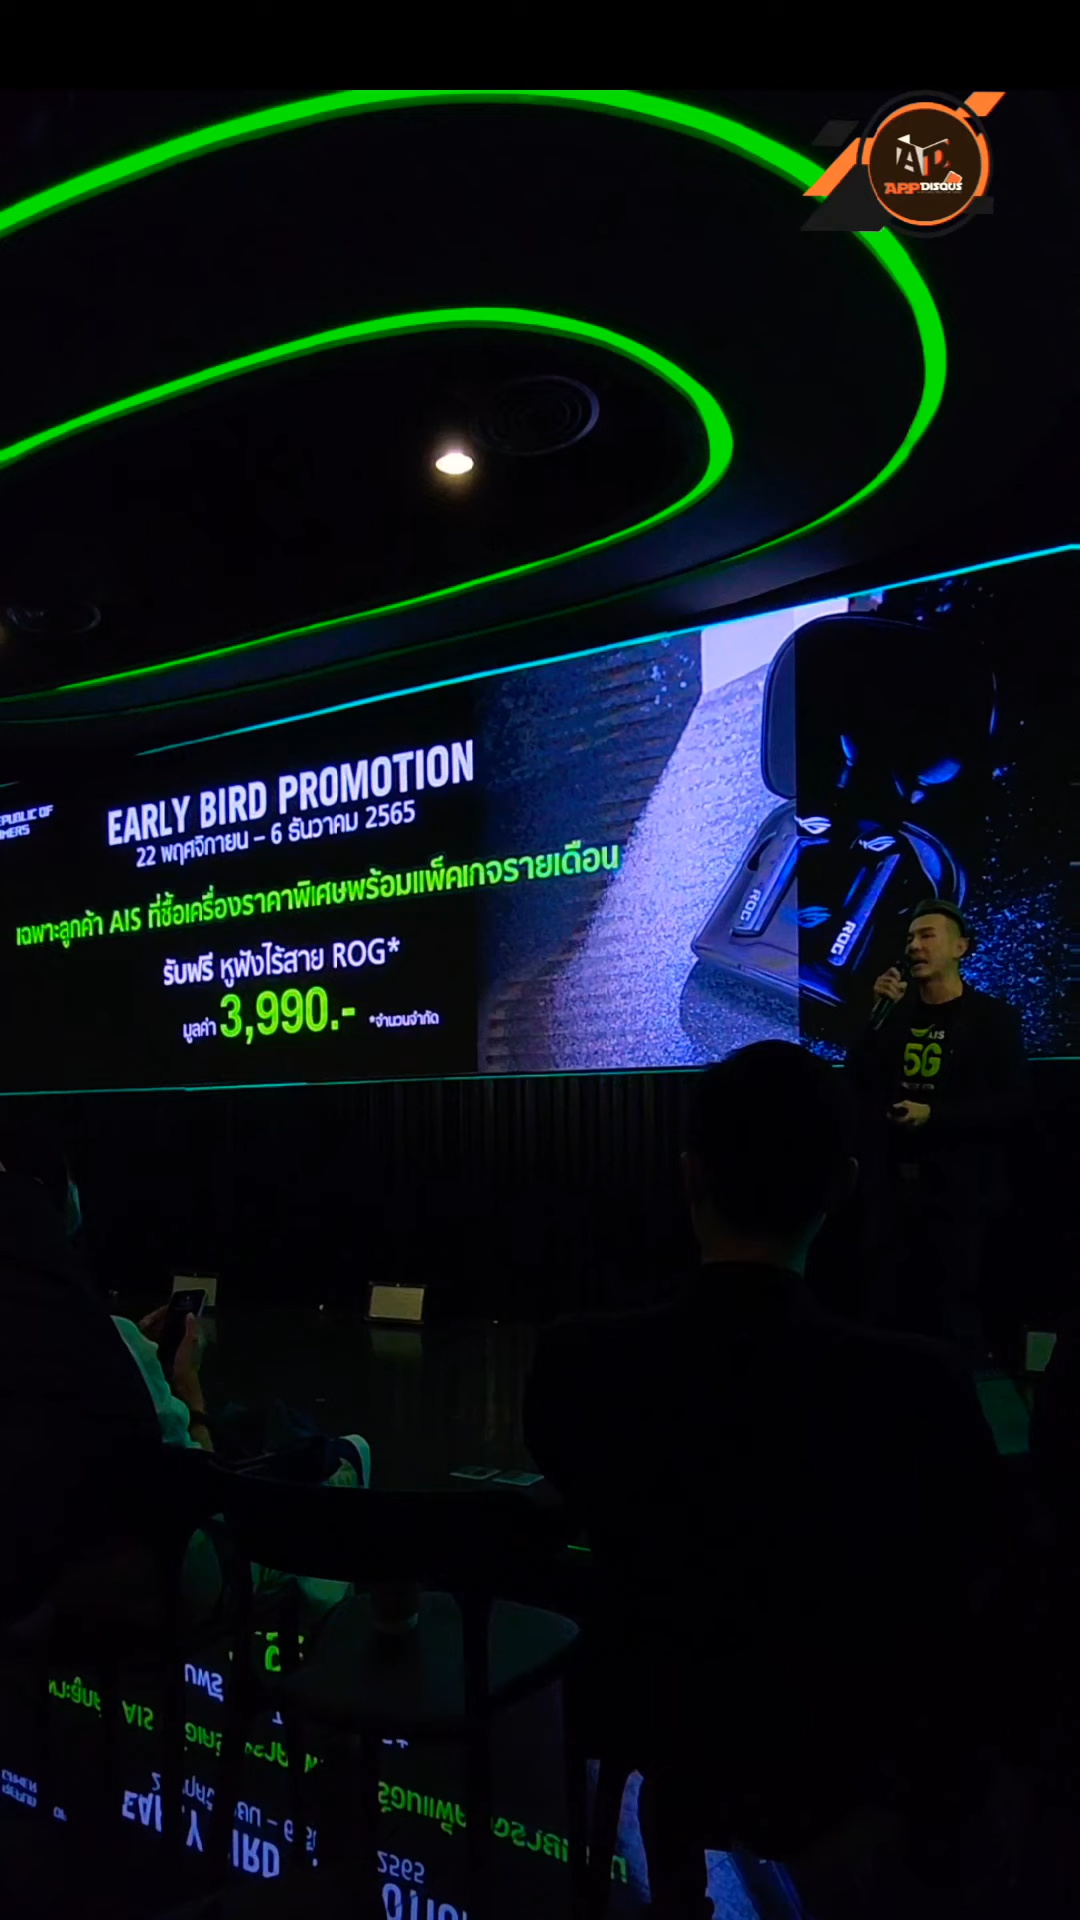 APPDISQUS
EARLY BIRD PROMOTION
22 พฤศจิกายน – 6 ธันวาคม 2565
เฉพาะลูกค้า AIS ที่ซื้อเครื่องราคาพิเศษพร้อมแพ็คเกจรายเดือน
รับฟรี หูฟังไร้สาย ROG*
มูลค่า 3,990.- *จำนวนจำกัด
ROG
ROG
AIS
5G